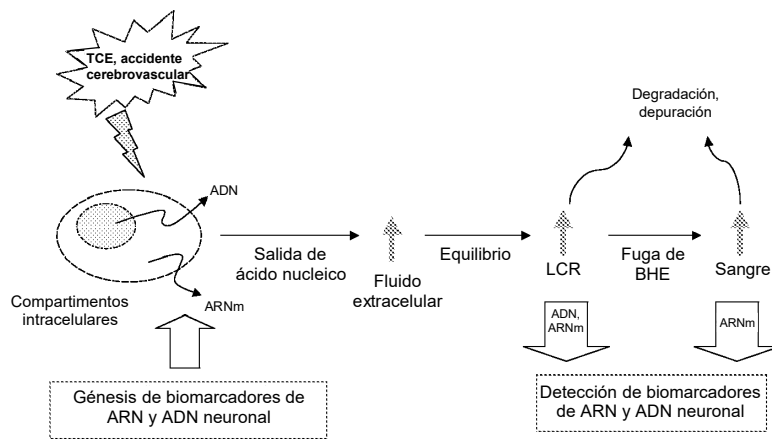 TCE, accidente
cerebrovascular
Degradación,
depuración
ADN
Salida de
ácido nucleico
Fluido
extracelular
Equilibrio
LCR
Fuga de
BHE
Sangre
Compartimentos
intracelulares
ARNm
ADN,
ARNm
ARNm
Génesis de biomarcadores de
ARN y ADN neuronal
Detección de biomarcadores
de ARN y ADN neuronal